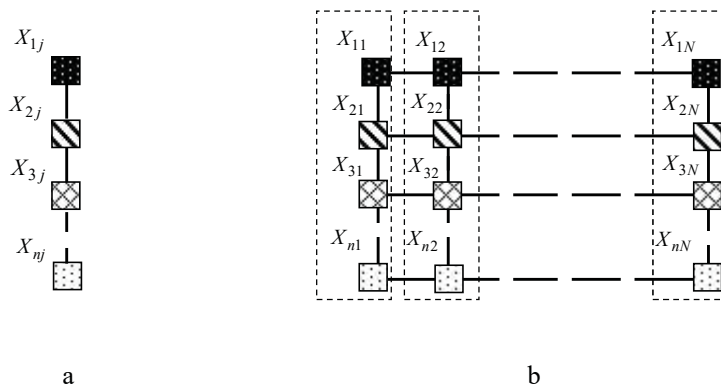 X1j
X2j
X3j
Xnj
X11 X12 X1N
X21 X22 X2N
X31 X32 X3N
Xn1 Xn2 XnN
a b